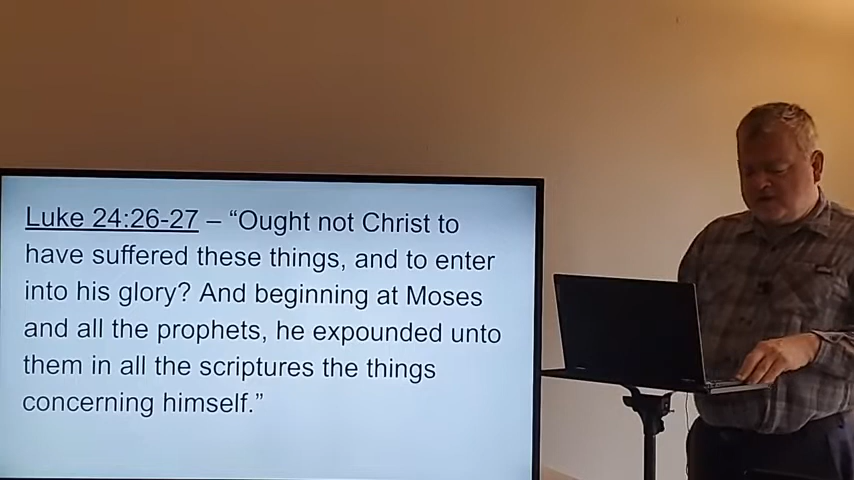 Luke 24:26-27 – “Ought not Christ to
have suffered these things, and to enter
into his glory? And beginning at Moses
and all the prophets, he expounded unto
them in all the scriptures the things
concerning himself.”